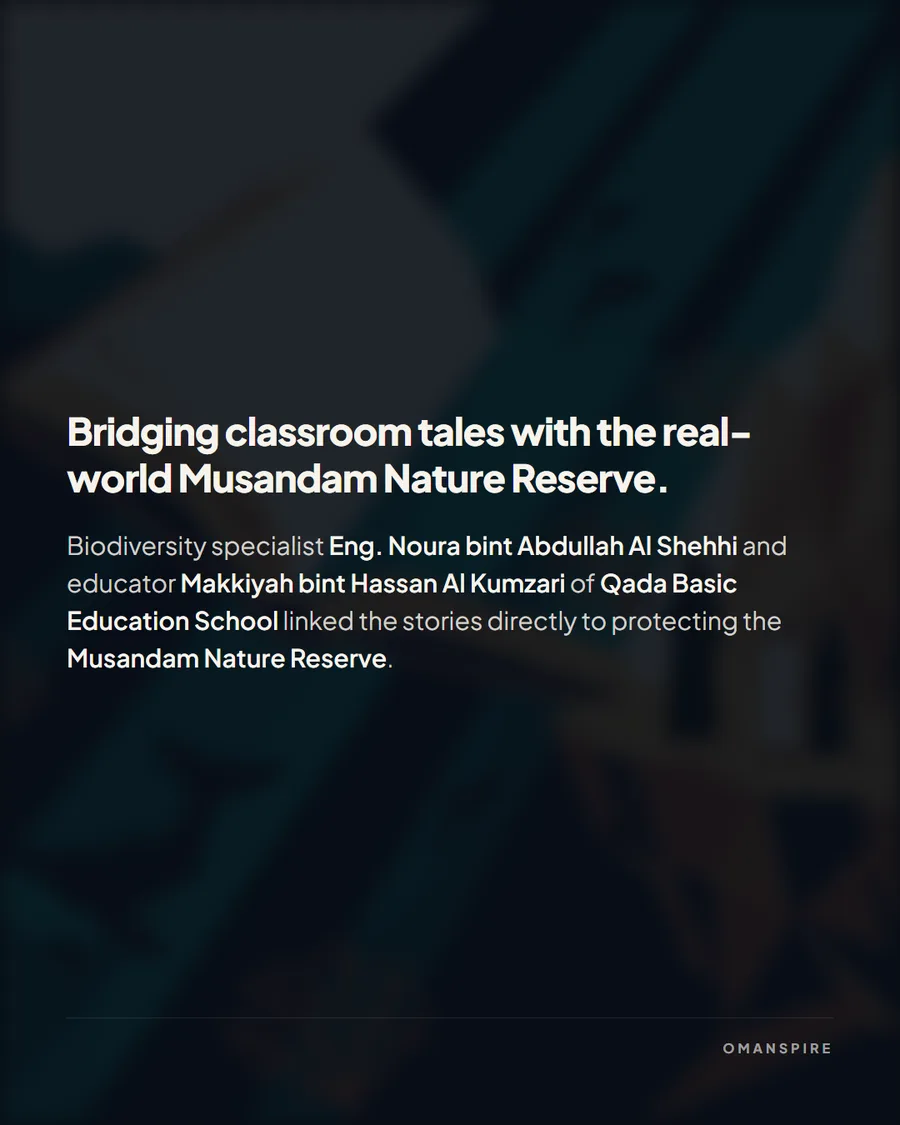 Bridging classroom tales with the real-
world Musandam Nature Reserve.
Biodiversity specialist Eng. Noura bint Abdullah Al Shehhi and
educator Makkiyah bint Hassan Al Kumzari of Qada Basic
Education School linked the stories directly to protecting the
Musandam Nature Reserve.
OMANSPIRE